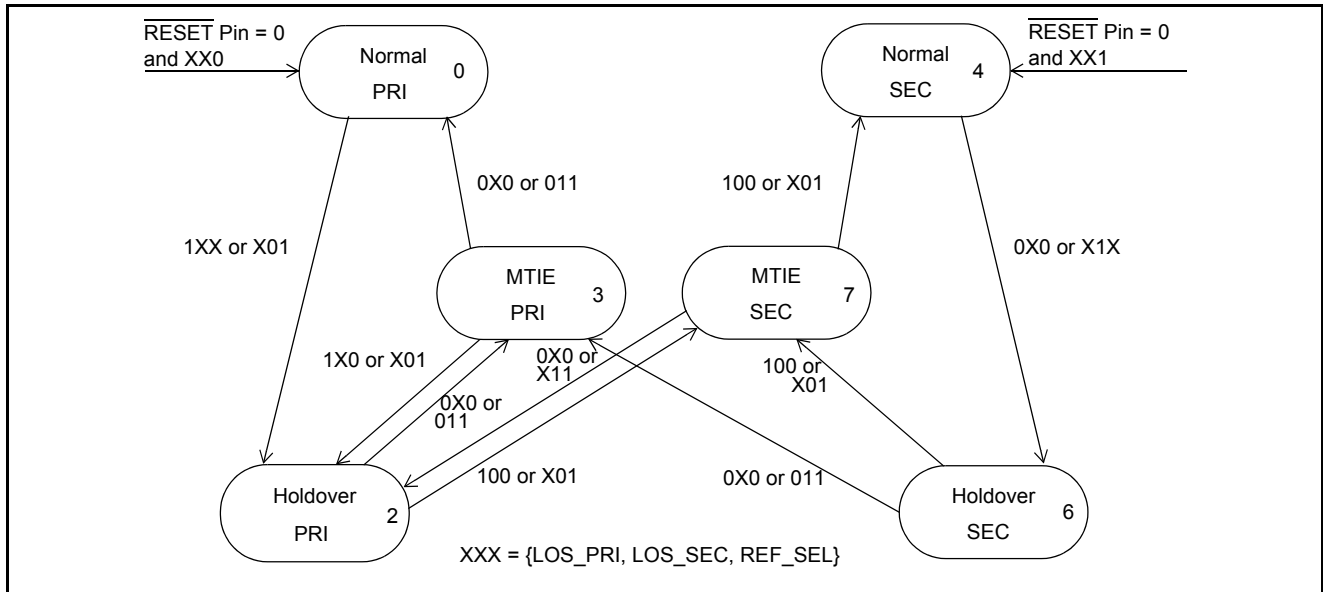 RESET Pin = 0
and XX0
Normal
0
PRI
Normal
4
SEC
RESET Pin = 0
and XX1
0X0 or 011
100 or X01
1XX or X01
0X0 or X1X
MTIE
3
PRI
MTIE
7
SEC
1X0 or X01
0X0 or
X11
100 or
X01
0X0 or
011
100 or X01
0X0 or 011
Holdover
2
PRI
Holdover
6
SEC
XXX = {LOS_PRI, LOS_SEC, REF_SEL}